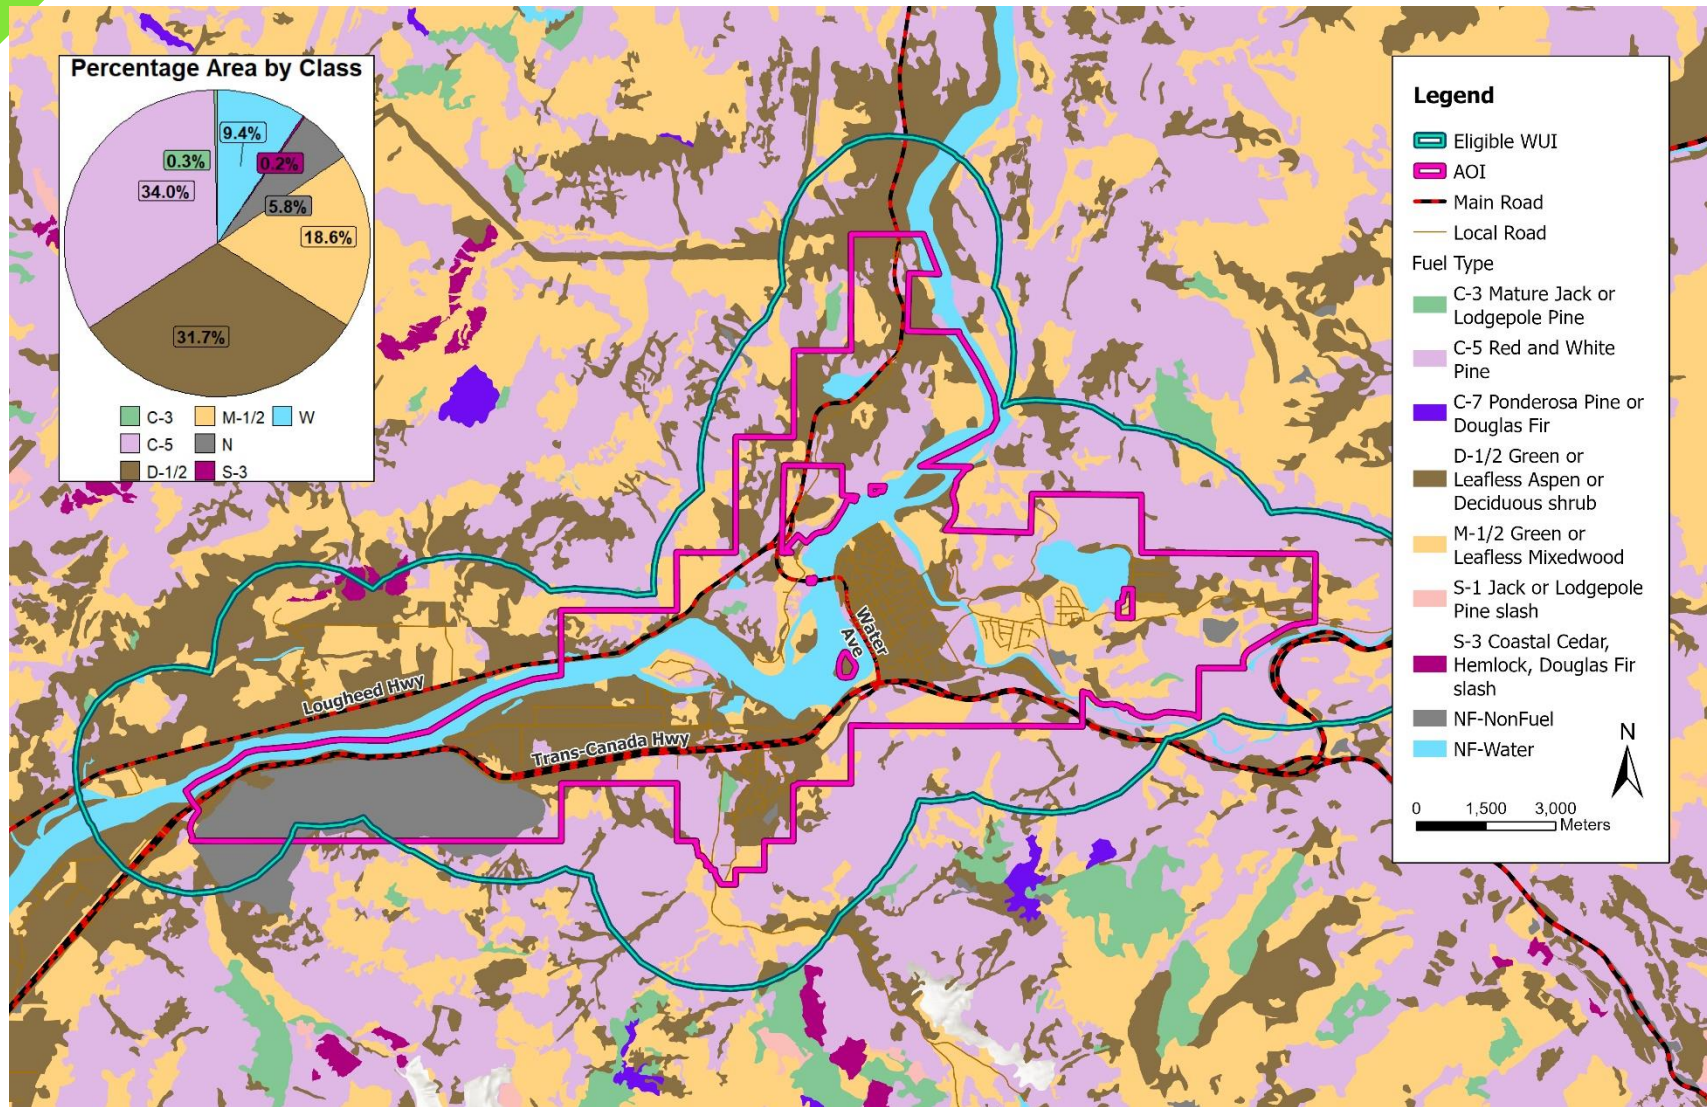 Percentage Area by Class
9.4%
0.3%
0.2%
34.0%
5.8%
18.6%
31.7%
C-3
M-1/2
W
C-5
N
D-1/2
S-3
Lougheed Hwy
Trans-Canada Hwy
Water
Ave
Legend
Eligible WUI
AOI
Main Road
Local Road
Fuel Type
C-3 Mature Jack or
Lodgepole Pine
C-5 Red and White
Pine
C-7 Ponderosa Pine or
Douglas Fir
D-1/2 Green or
Leafless Aspen or
Deciduous shrub
M-1/2 Green or
Leafless Mixedwood
S-1 Jack or Lodgepole
Pine slash
S-3 Coastal Cedar,
Hemlock, Douglas Fir
slash
NF-NonFuel
NF-Water
N
0 1,500 3,000
Meters